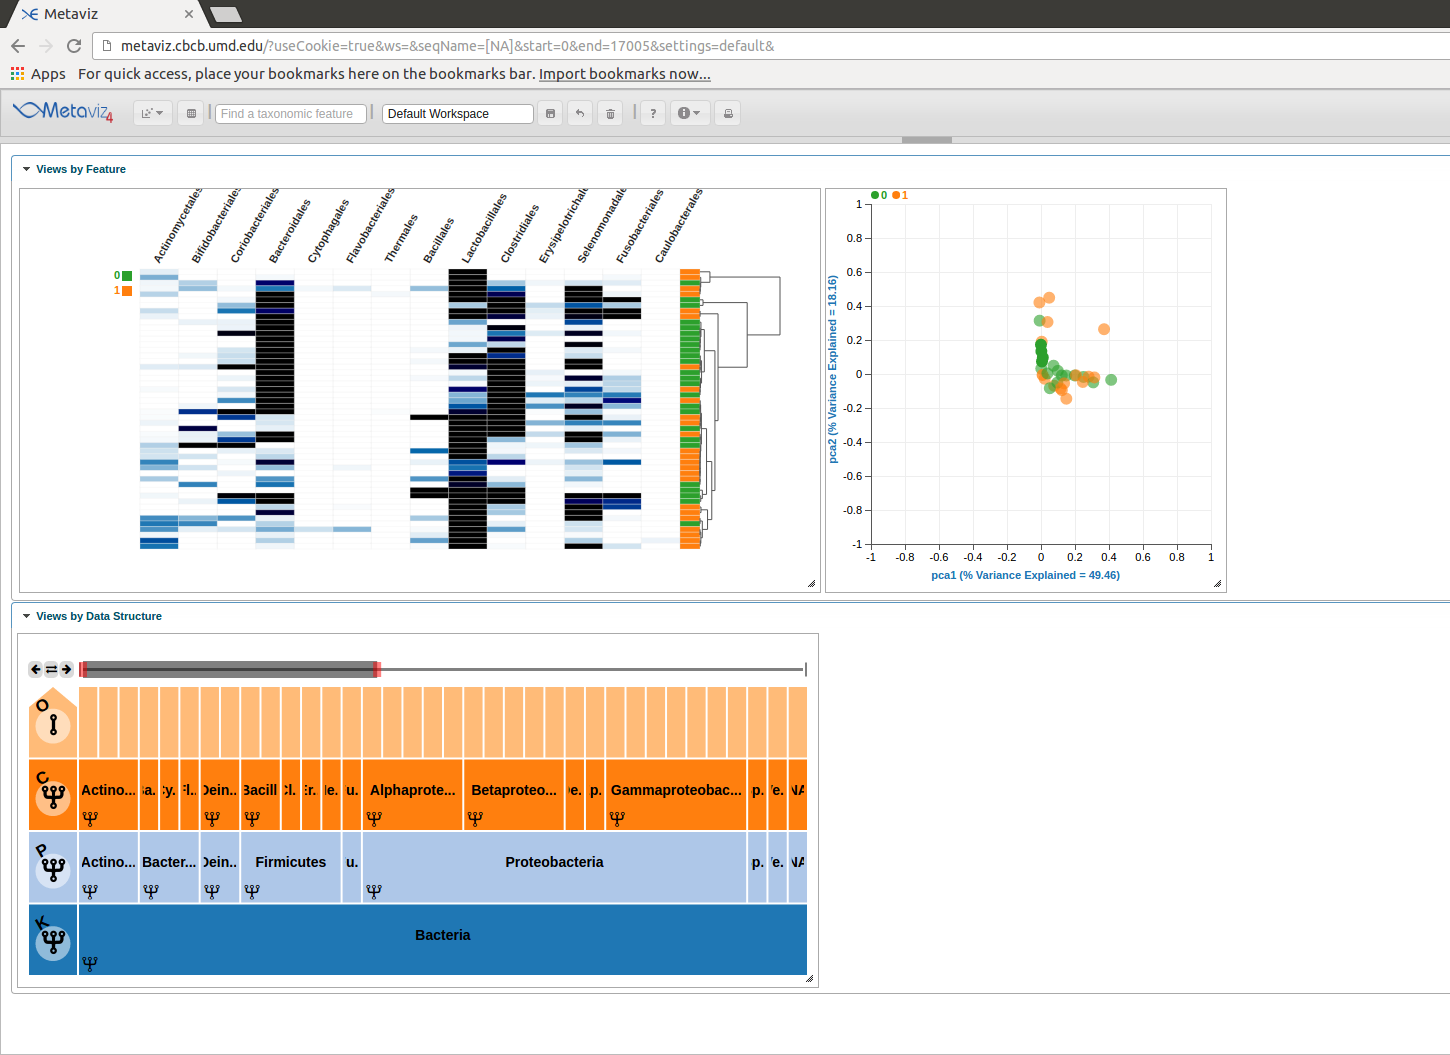 Metaviz
metaviz.cbcb.umd.edu/?useCookie=true&ws=&seqName=[NA]&start=0&end=17005&settings=default&
Apps For quick access, place your bookmarks here on the bookmarks bar. Import bookmarks now...
Metaviz4 Find a taxonomic feature Default Workspace ?
Views by Feature
Actinomycetales Bifidobacteriales Coriobacteriales Bacteroidales Cytophagales Flavobacteriales Thermales Bacillales Lactobacillales Clostridiales Erysipelotrichale Selenomonadale Fusobacteriales Caulobacterales
0
1
0 1
1
0.8
0.6
0.4
0.2
0
-0.2
-0.4
-0.6
-0.8
-1
pca2 (% Variance Explained = 18.16)
-1 -0.8 -0.6 -0.4 -0.2 0 0.2 0.4 0.6 0.8 1
pca1 (% Variance Explained = 49.46)
Views by Data Structure
O
C Actino... Dein.. Bacill Alphaprote... Betaproteo... Gammaproteobac... p. NA
P Actino... Bacter... Dein.. Firmicutes u. Proteobacteria p. NA
K Bacteria